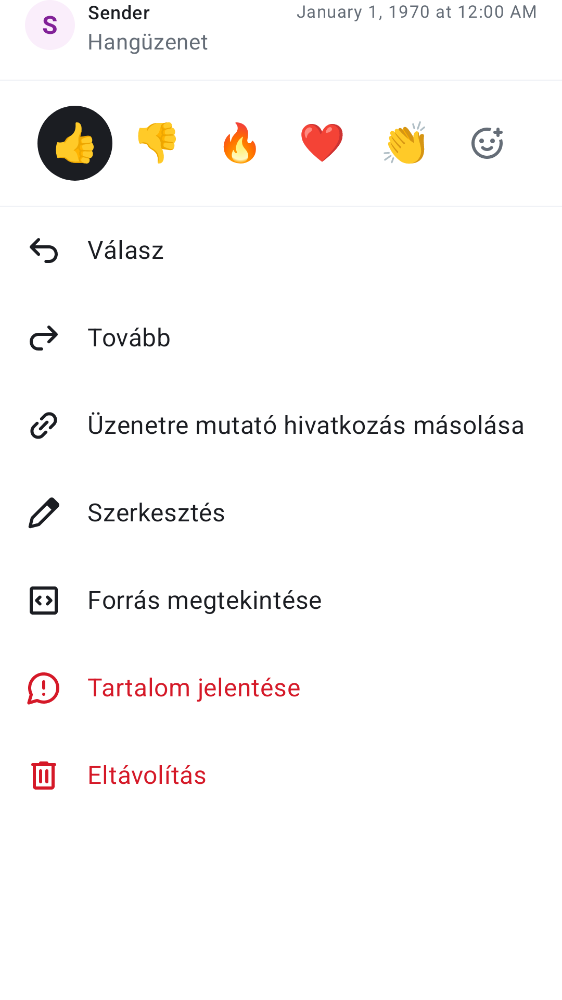 S
Sender
January 1, 1970 at 12:00 AM
Hangüzenet
Válasz
Tovább
Üzenetre mutató hivatkozás másolása
Szerkesztés
Forrás megtekintése
Tartalom jelentése
Eltávolítás